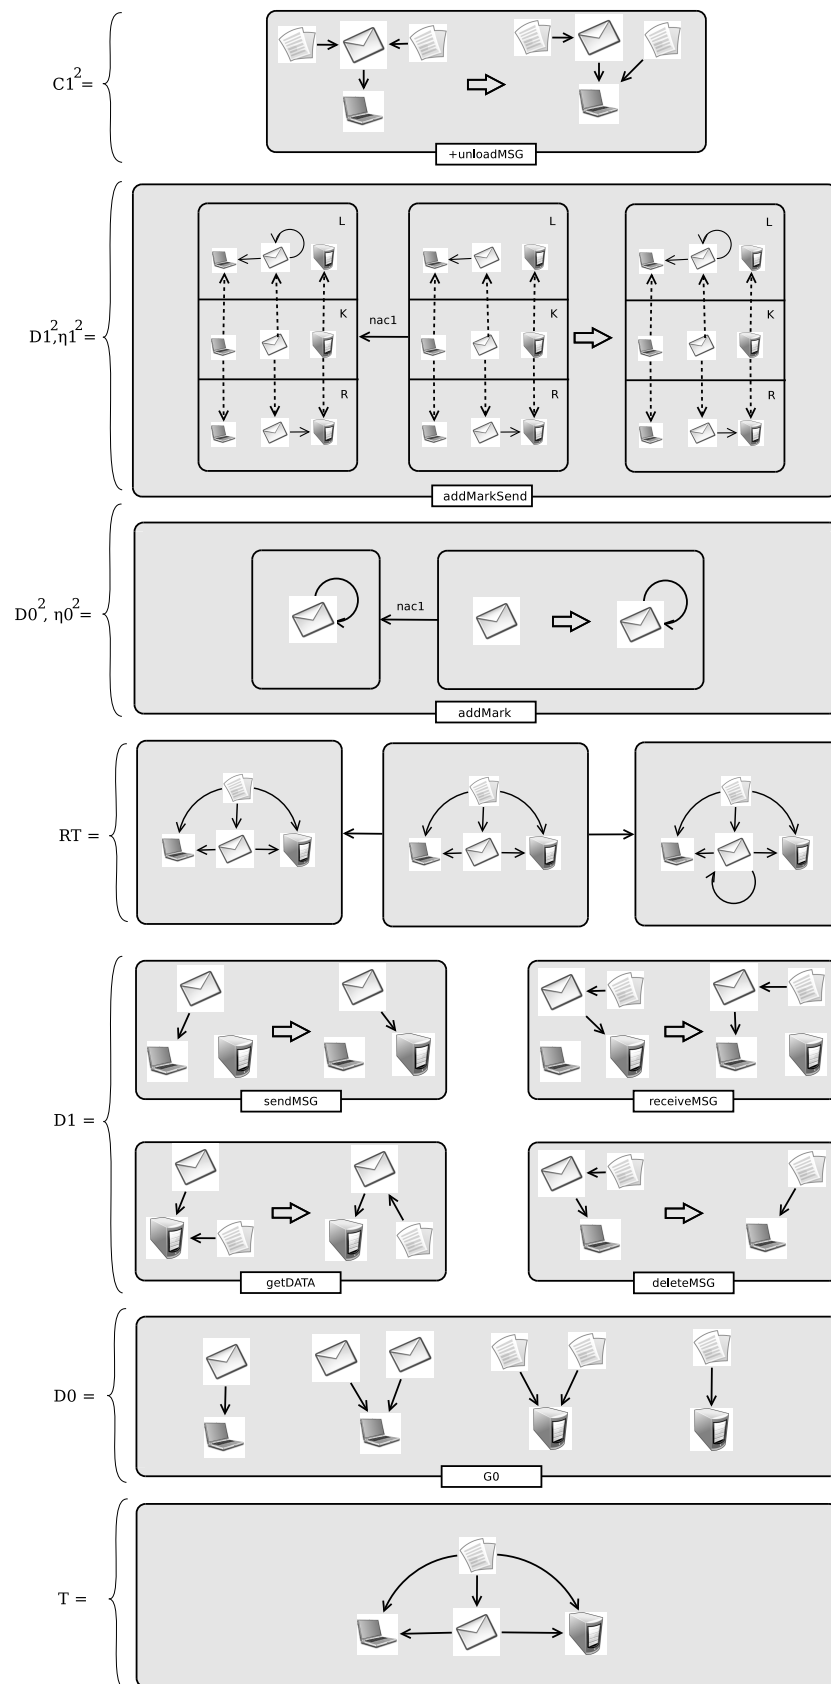 C1²=
+unloadMSG
D1²,η1²=
L
K
R
nac1
L
K
R
L
K
R
addMarkSend
D0², η0²=
nac1
addMark
RT =
D1 =
sendMSG
receiveMSG
getDATA
deleteMSG
D0 =
G0
T =